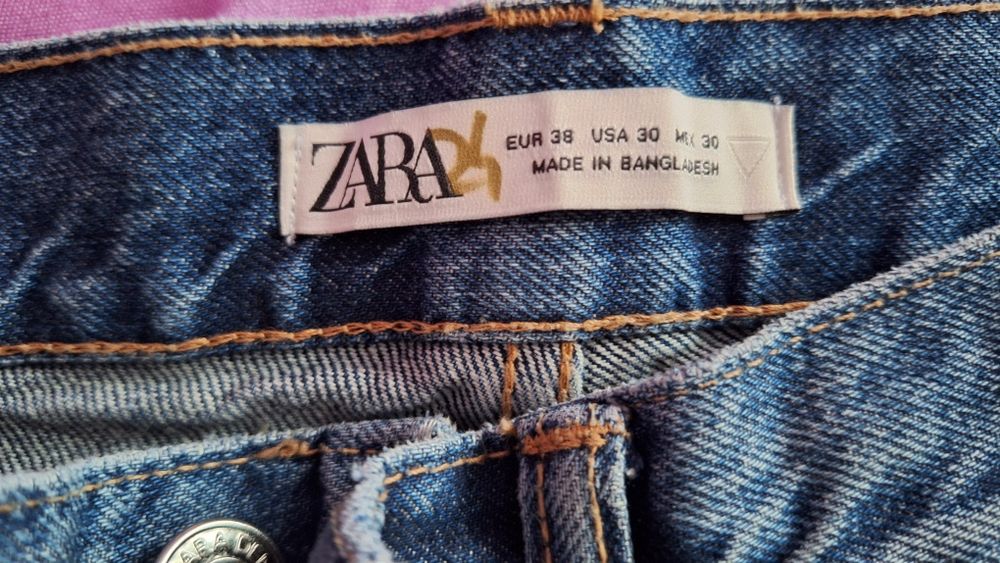 ZARA
EUR 38 USA 30 MEX 30
MADE IN BANGLADESH